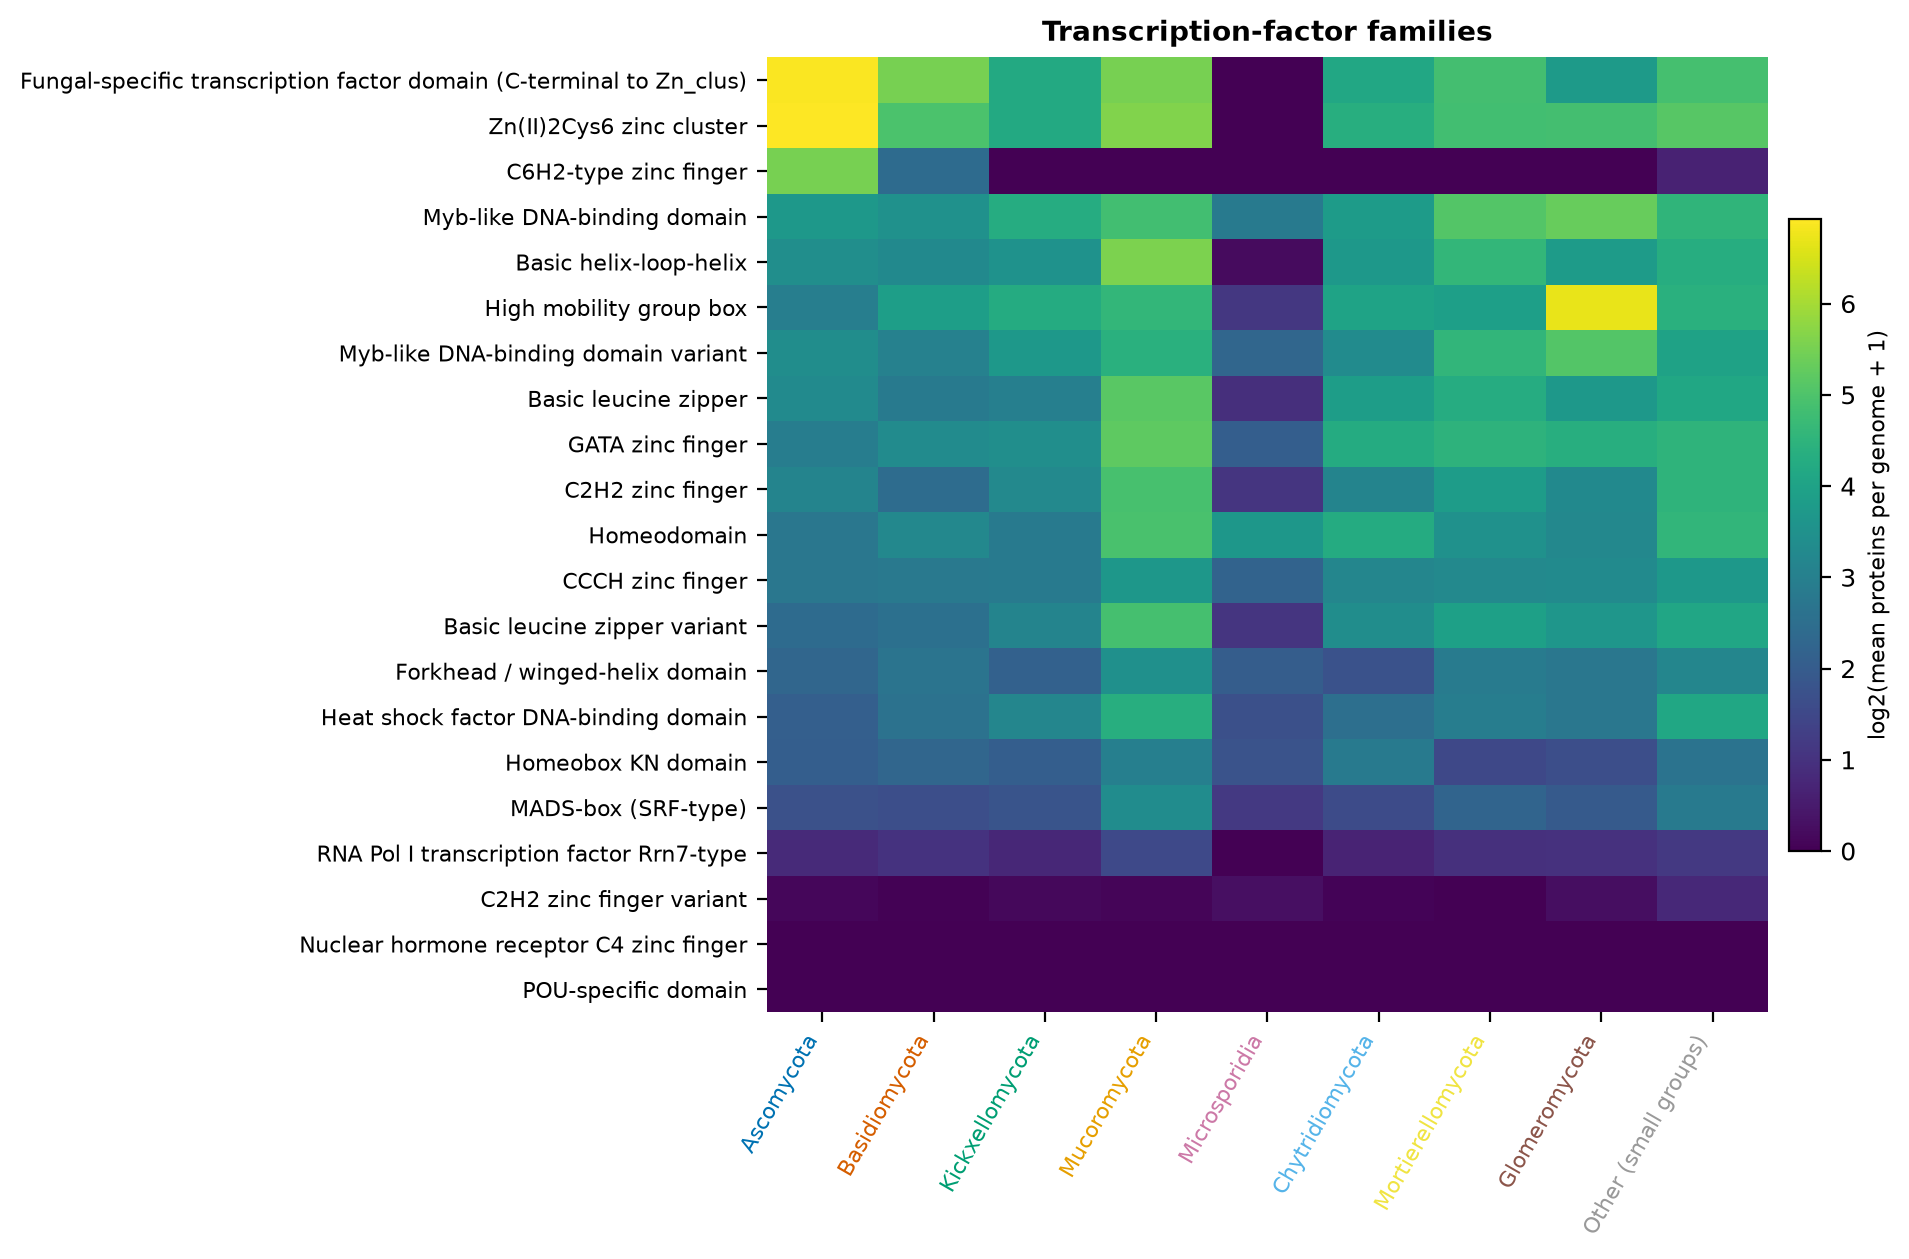 Transcription-factor families
Fungal-specific transcription factor domain (C-terminal to Zn_clus)
Zn(II)2Cys6 zinc cluster
C6H2-type zinc finger
Myb-like DNA-binding domain
Basic helix-loop-helix
High mobility group box
Myb-like DNA-binding domain variant
Basic leucine zipper
GATA zinc finger
C2H2 zinc finger
Homeodomain
CCCH zinc finger
Basic leucine zipper variant
Forkhead / winged-helix domain
Heat shock factor DNA-binding domain
Homeobox KN domain
MADS-box (SRF-type)
RNA Pol I transcription factor Rrn7-type
C2H2 zinc finger variant
Nuclear hormone receptor C4 zinc finger
POU-specific domain
Ascomycota
Basidiomycota
Kickxellomycota
Mucoromycota
Microsporidia
Chytridiomycota
Mortierellomycota
Glomeromycota
Other (small groups)
6
5
4
3
2
1
0
log2(mean proteins per genome + 1)